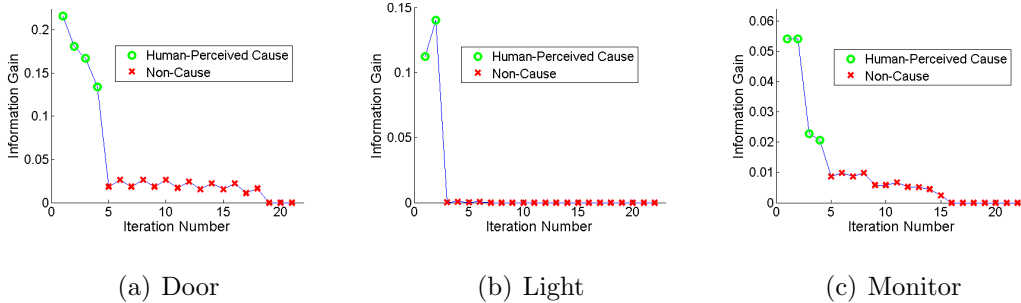 0.2
0.15
0.1
0.05
0
0
5
10
15
20
Information Gain
Iteration Number
Human-Perceived Cause
Non-Cause
(a) Door
0.15
0.1
0.05
0
0
5
10
15
20
Information Gain
Iteration Number
Human-Perceived Cause
Non-Cause
(b) Light
0.06
0.05
0.04
0.03
0.02
0.01
0
0
5
10
15
20
Information Gain
Iteration Number
Human-Perceived Cause
Non-Cause
(c) Monitor